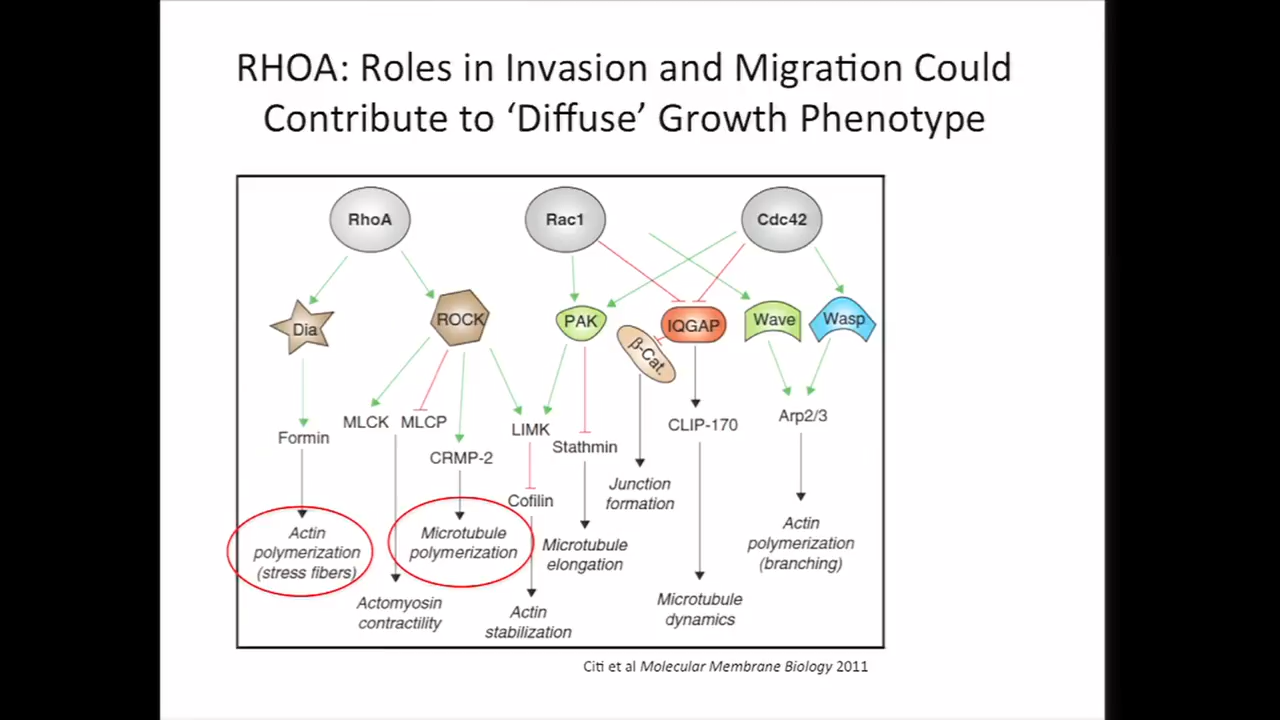 RHOA: Roles in Invasion and Migration Could
Contribute to ‘Diffuse’ Growth Phenotype
RhoA
Rac1
Cdc42
Dia
ROCK
PAK
IQGAP
Wave
Wasp
β-Cat.
MLCK
MLCP
LIMK
CLIP-170
Arp2/3
Formin
Stathmin
CRMP-2
Cofilin
Junction
formation
Actin
polymerization
(stress fibers)
Microtubule
polymerization
Microtubule
elongation
Actin
polymerization
(branching)
Actomyosin
contractility
Actin
stabilization
Microtubule
dynamics
Citi et al Molecular Membrane Biology 2011